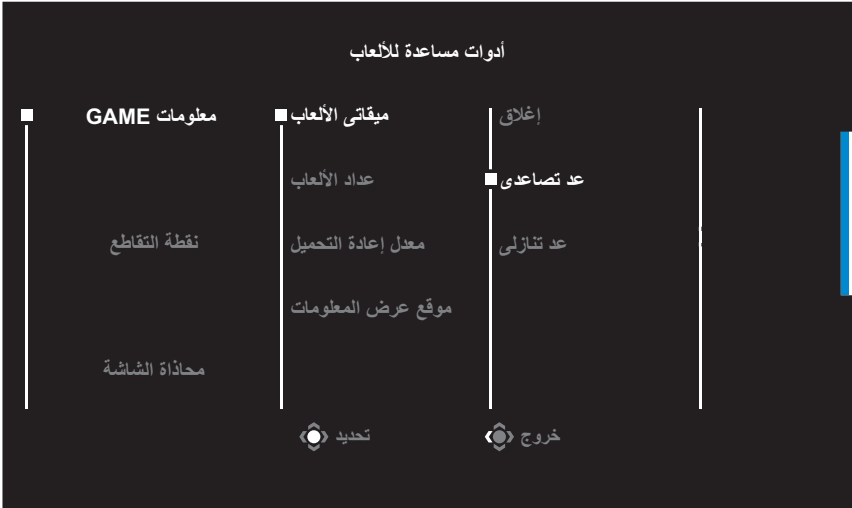 أدوات مساعدة للألعاب
معلومات GAME
نقطة التقاطع
محاذاة الشاشة
ميقاتى الألعاب
عداد الألعاب
معدل إعادة التحميل
موقع عرض المعلومات
إغلاق
عد تصاعدى
عد تنازلى
تحديد
خروج